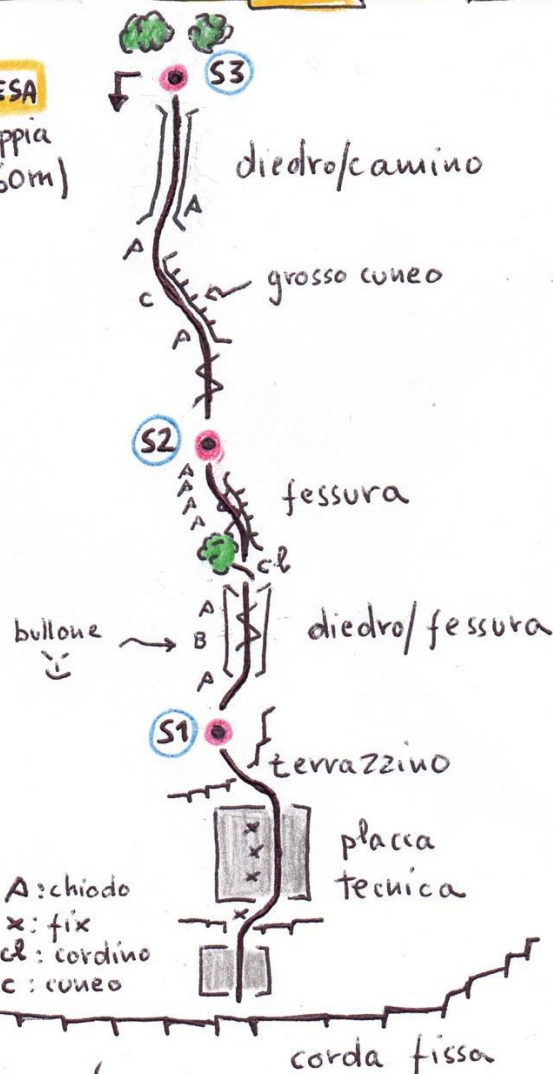 S3
ESA
ppia
60m)
diedro/camino
A
A
grosso cuneo
c
A
S2
A
A
A
A
fessura
cl
A
bullone
B
diedro/fessura
A
S1
terrazzino
x
x
x
placca
tecnica
x
A: chiodo
x: fix
cl: cordino
c: cuneo
corda fissa